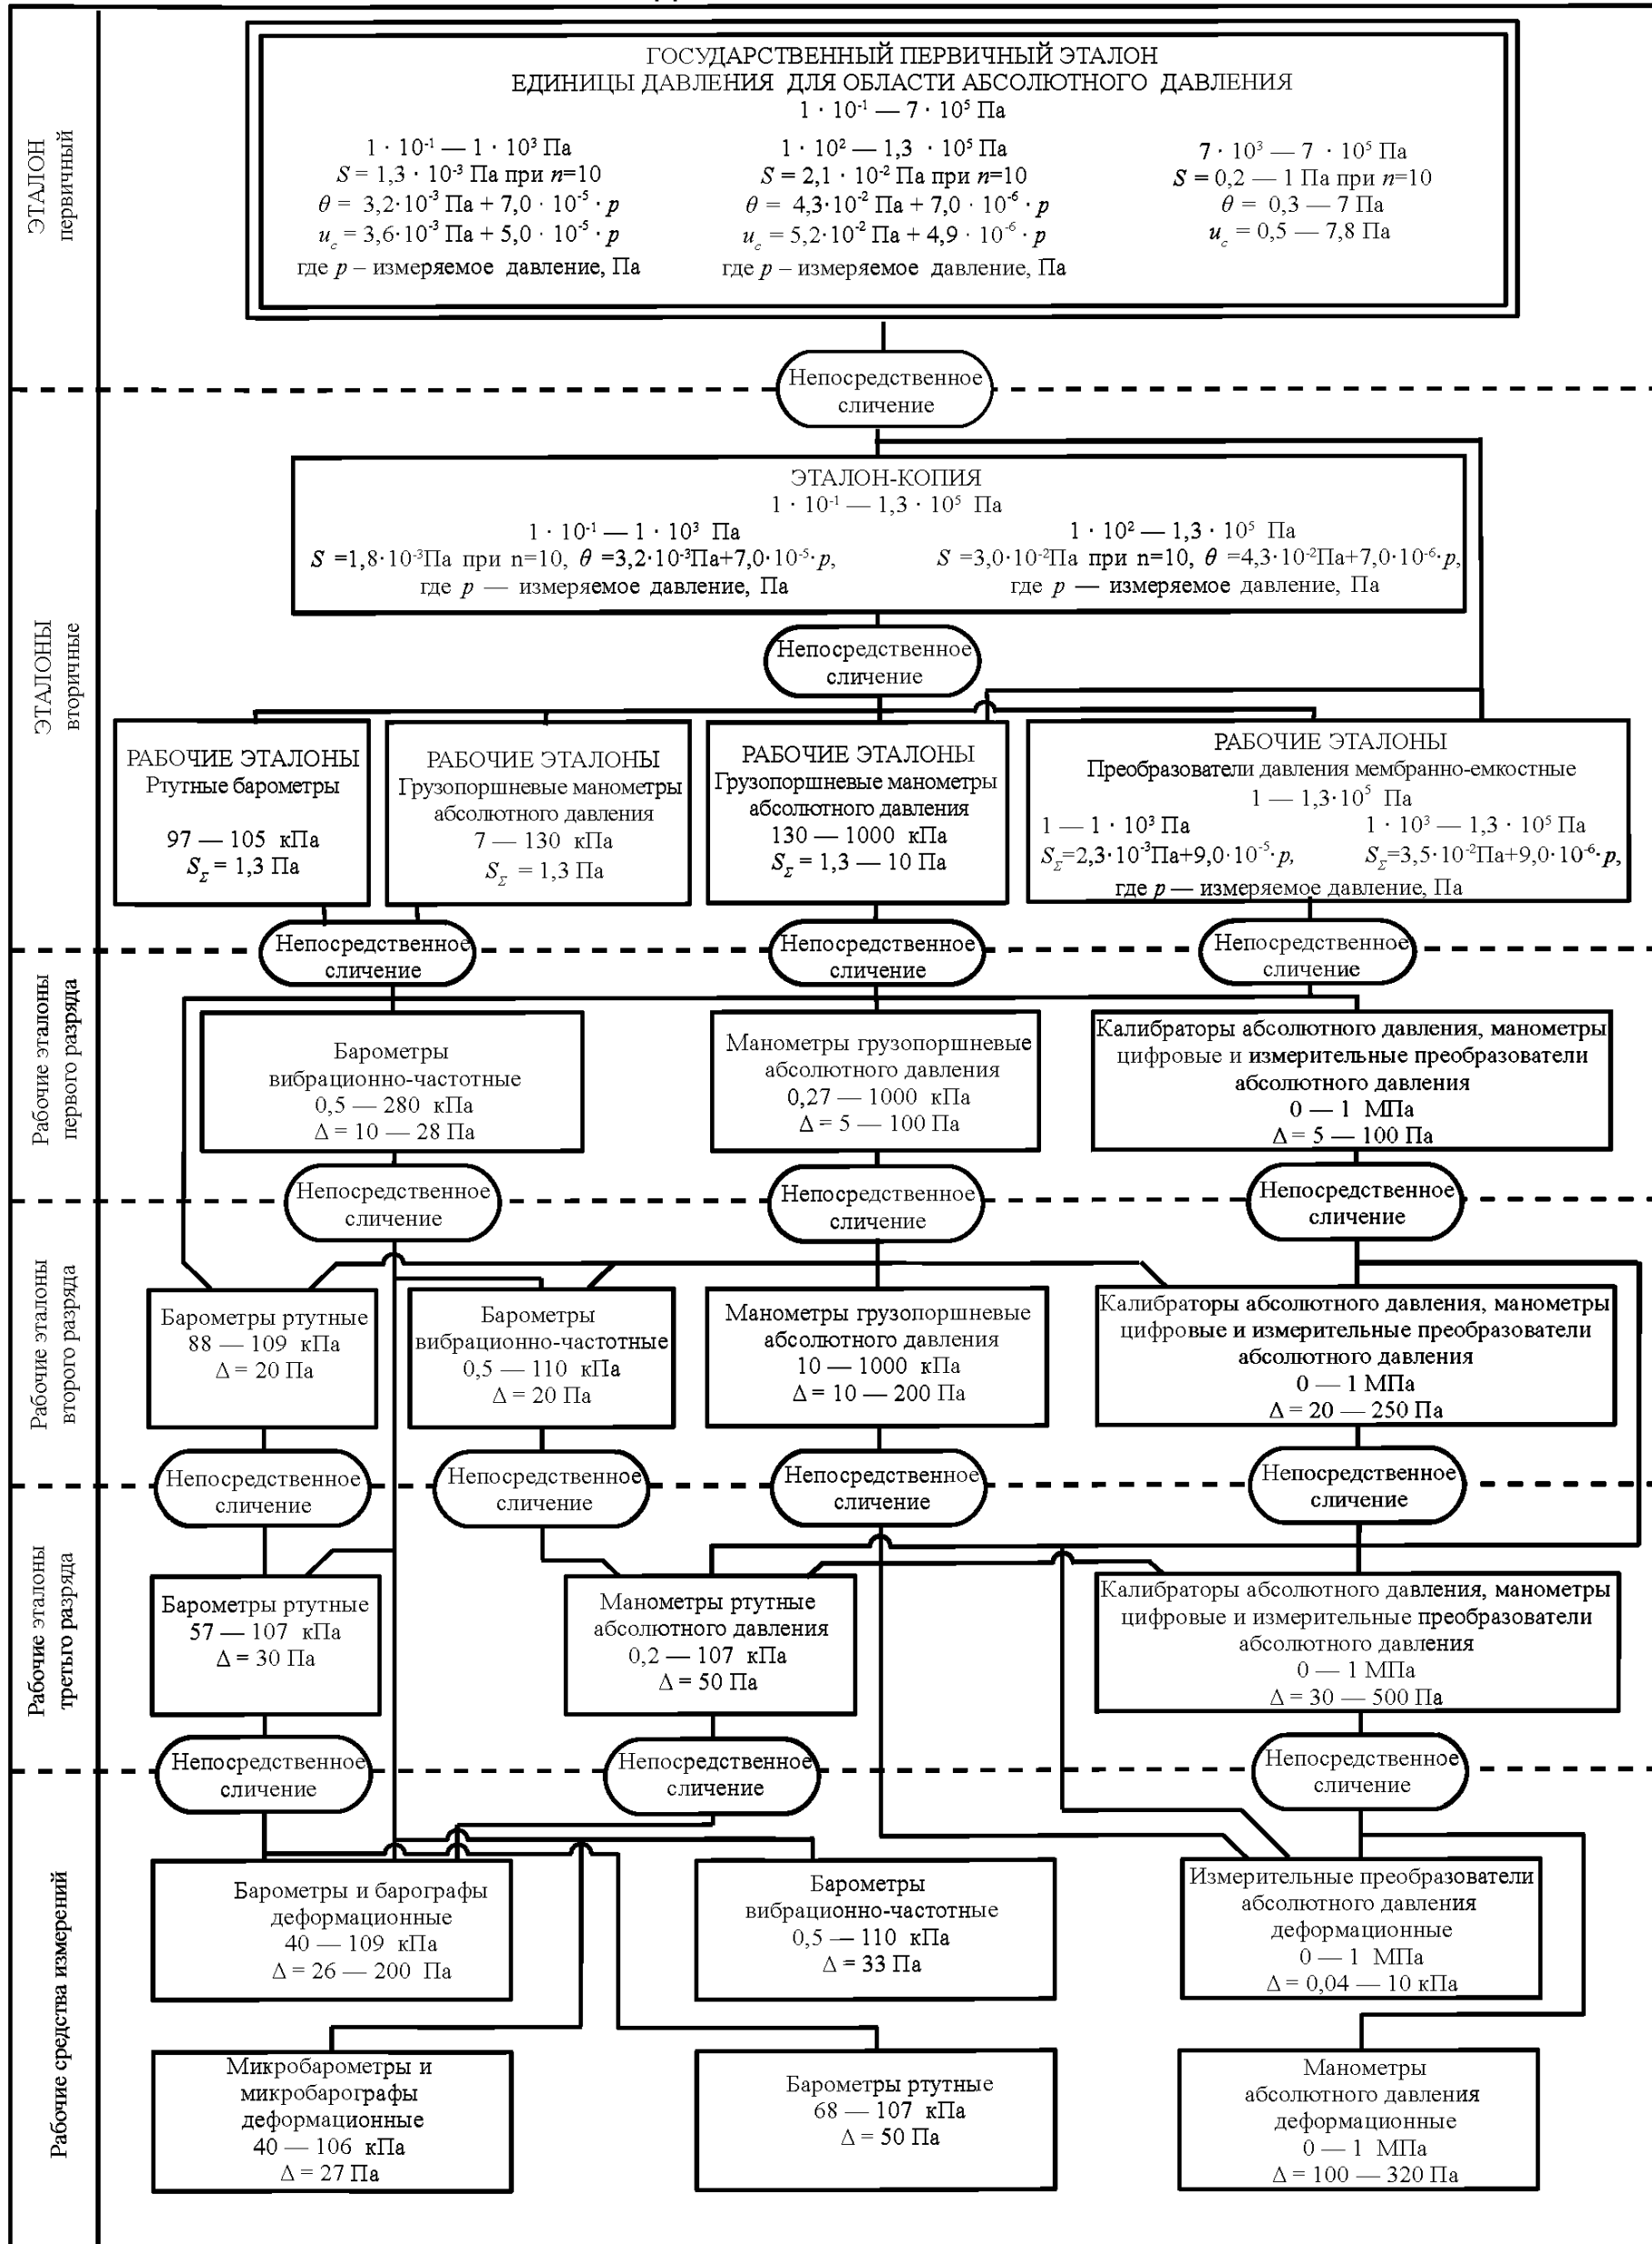 ЭТАЛОН
первичный
ГОСУДАРСТВЕННЫЙ ПЕРВИЧНЫЙ ЭТАЛОН
ЕДИНИЦЫ ДАВЛЕНИЯ ДЛЯ ОБЛАСТИ АБСОЛЮТНОГО ДАВЛЕНИЯ
1 · 10⁻¹ — 7 · 10⁵ Па
1 · 10⁻¹ — 1 · 10³ Па
S = 1,3 · 10⁻³ Па при n=10
θ = 3,2·10⁻³ Па + 7,0 · 10⁻⁵ · p
u_c = 3,6·10⁻³ Па + 5,0 · 10⁻⁵ · p
где p – измеряемое давление, Па
1 · 10² — 1,3 · 10⁵ Па
S = 2,1 · 10⁻² Па при n=10
θ = 4,3·10⁻² Па + 7,0 · 10⁻⁶ · p
u_c = 5,2·10⁻² Па + 4,9 · 10⁻⁶ · p
где p – измеряемое давление, Па
7 · 10³ — 7 · 10⁵ Па
S = 0,2 — 1 Па при n=10
θ = 0,3 — 7 Па
u_c = 0,5 — 7,8 Па
Непосредственное
сличение
ЭТАЛОНЫ
вторичные
ЭТАЛОН-КОПИЯ
1 · 10⁻¹ — 1,3 · 10⁵ Па
1 · 10⁻¹ — 1 · 10³ Па
S =1,8·10⁻³Па при n=10, θ =3,2·10⁻³Па+7,0·10⁻⁵·p,
где p — измеряемое давление, Па
1 · 10² — 1,3 · 10⁵ Па
S =3,0·10⁻²Па при n=10, θ =4,3·10⁻²Па+7,0·10⁻⁶·p,
где p — измеряемое давление, Па
Непосредственное
сличение
РАБОЧИЕ ЭТАЛОНЫ
Ртутные барометры
97 — 105 кПа
S_Σ = 1,3 Па
РАБОЧИЕ ЭТАЛОНЫ
Грузопоршневые манометры
абсолютного давления
7 — 130 кПа
S_Σ = 1,3 Па
РАБОЧИЕ ЭТАЛОНЫ
Грузопоршневые манометры
абсолютного давления
130 — 1000 кПа
S_Σ = 1,3 — 10 Па
РАБОЧИЕ ЭТАЛОНЫ
Преобразователи давления мембранно-емкостные
1 — 1,3·10⁵ Па
1 — 1 · 10³ Па
S_Σ=2,3·10⁻³Па+9,0·10⁻⁵·p,
1 · 10³ — 1,3 · 10⁵ Па
S_Σ=3,5·10⁻²Па+9,0·10⁻⁶·p,
где p — измеряемое давление, Па
Непосредственное
сличение
Непосредственное
сличение
Непосредственное
сличение
Рабочие эталоны
первого разряда
Барометры
вибрационно-частотные
0,5 — 280 кПа
Δ = 10 — 28 Па
Манометры грузопоршневые
абсолютного давления
0,27 — 1000 кПа
Δ = 5 — 100 Па
Калибраторы абсолютного давления, манометры
цифровые и измерительные преобразователи
абсолютного давления
0 — 1 МПа
Δ = 5 — 100 Па
Непосредственное
сличение
Непосредственное
сличение
Непосредственное
сличение
Рабочие эталоны
второго разряда
Барометры ртутные
88 — 109 кПа
Δ = 20 Па
Барометры
вибрационно-частотные
0,5 — 110 кПа
Δ = 20 Па
Манометры грузопоршневые
абсолютного давления
10 — 1000 кПа
Δ = 10 — 200 Па
Калибраторы абсолютного давления, манометры
цифровые и измерительные преобразователи
абсолютного давления
0 — 1 МПа
Δ = 20 — 250 Па
Непосредственное
сличение
Непосредственное
сличение
Непосредственное
сличение
Непосредственное
сличение
Рабочие эталоны
третьего разряда
Барометры ртутные
57 — 107 кПа
Δ = 30 Па
Манометры ртутные
абсолютного давления
0,2 — 107 кПа
Δ = 50 Па
Калибраторы абсолютного давления, манометры
цифровые и измерительные преобразователи
абсолютного давления
0 — 1 МПа
Δ = 30 — 500 Па
Непосредственное
сличение
Непосредственное
сличение
Непосредственное
сличение
Рабочие средства измерений
Барометры и барографы
деформационные
40 — 109 кПа
Δ = 26 — 200 Па
Барометры
вибрационно-частотные
0,5 — 110 кПа
Δ = 33 Па
Измерительные преобразователи
абсолютного давления
деформационные
0 — 1 МПа
Δ = 0,04 — 10 кПа
Микробарометры и
микробарографы
деформационные
40 — 106 кПа
Δ = 27 Па
Барометры ртутные
68 — 107 кПа
Δ = 50 Па
Манометры
абсолютного давления
деформационные
0 — 1 МПа
Δ = 100 — 320 Па